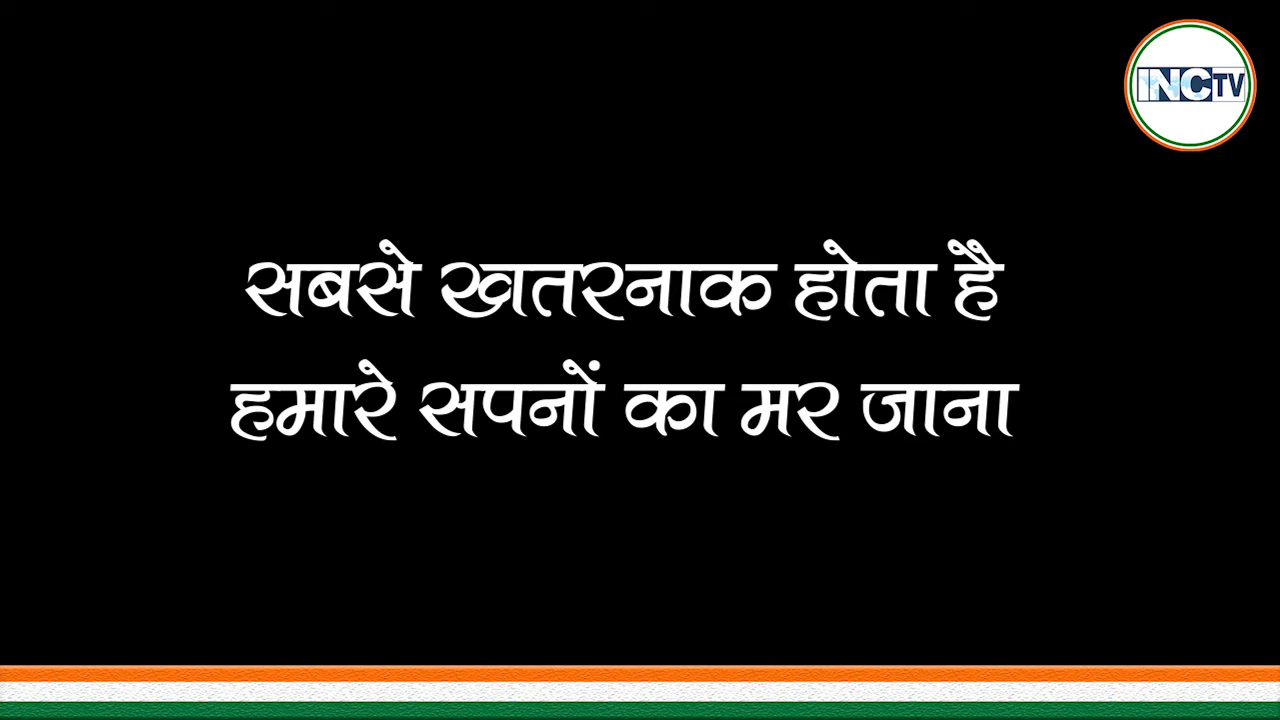 INCTV
सबसे खतरनाक होता है
हमारे सपनों का मर जाना